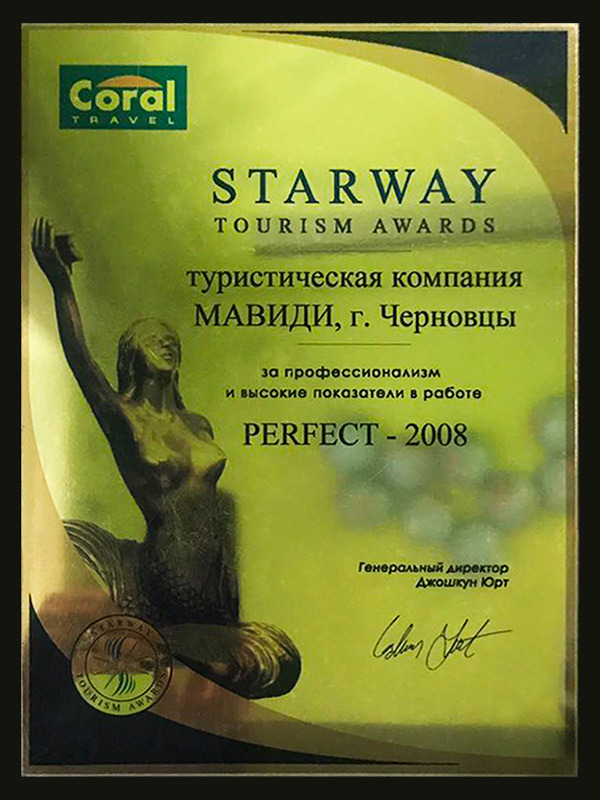 Coral
TRAVEL
STARWAY
TOURISM AWARDS
туристическая компания
МАВИДИ, г. Черновцы
за профессионализм
и высокие показатели в работе
PERFECT - 2008
Генеральный директор
Джошкун Юрт
STARWAY
TOURISM AWARDS